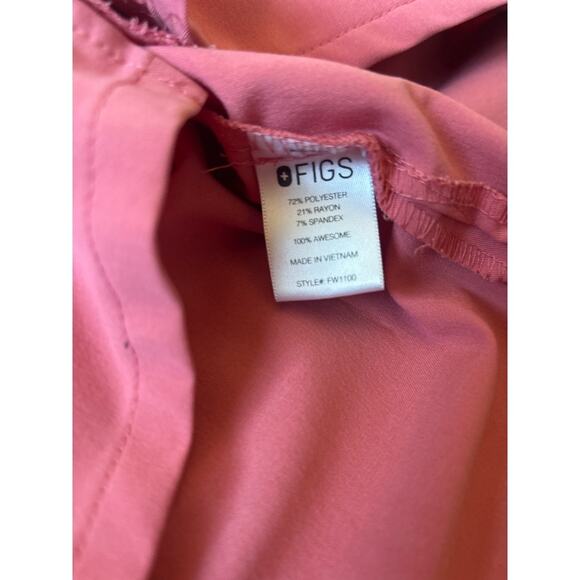 FIGS
72% POLYESTER
21% RAYON
7% SPANDEX
100% AWESOME
MADE IN VIETNAM
STYLE#: FW1100